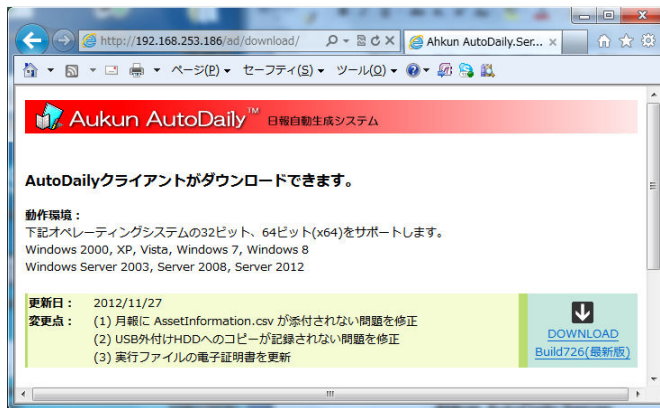 http://192.168.253.186/ad/download/
Ahkun AutoDaily.Ser...
ページ(P)
セーフティ(S)
ツール(O)
Aukun AutoDaily™ 日報自動生成システム
AutoDailyクライアントがダウンロードできます。
動作環境：
下記オペレーティングシステムの32ビット、64ビット(x64)をサポートします。
Windows 2000, XP, Vista, Windows 7, Windows 8
Windows Server 2003, Server 2008, Server 2012
更新日： 2012/11/27
変更点： (1) 月報に AssetInformation.csv が添付されない問題を修正
(2) USB外付けHDDへのコピーが記録されない問題を修正
(3) 実行ファイルの電子証明書を更新
DOWNLOAD
Build726(最新版)